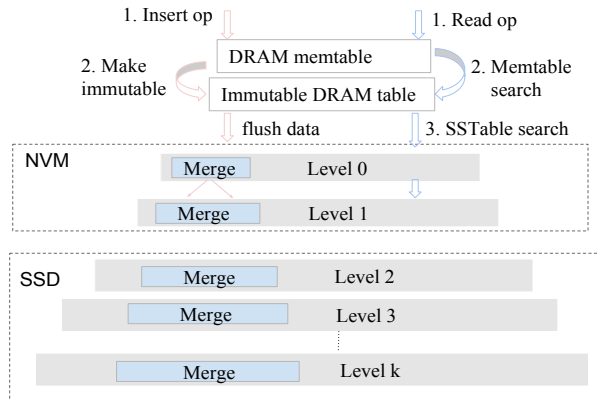 1. Insert op
1. Read op
DRAM memtable
2. Make
immutable
2. Memtable
search
Immutable DRAM table
flush data
3. SSTable search
NVM
Merge
Level 0
Merge
Level 1
SSD
Merge
Level 2
Merge
Level 3
Merge
Level k